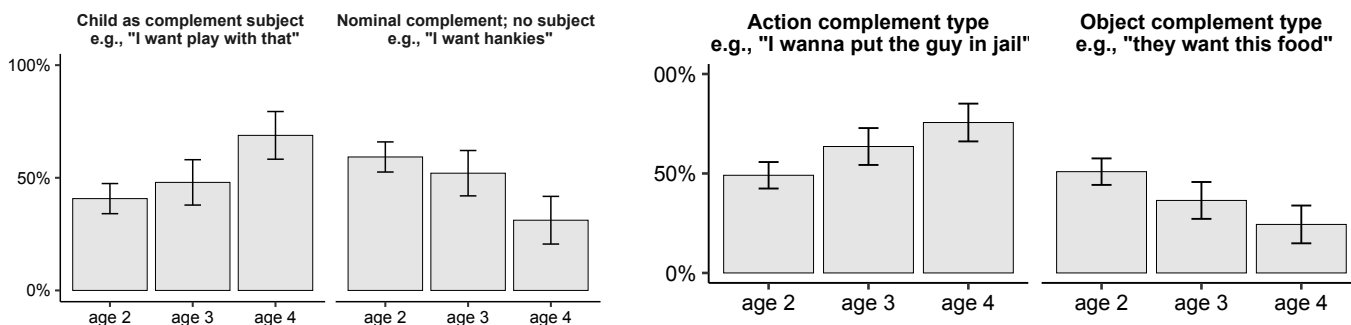 Child as complement subject
e.g., "I want play with that"
Nominal complement; no subject
e.g., "I want hankies"
100%
50%
0%
age 2 age 3 age 4
age 2 age 3 age 4
Action complement type
e.g., "I wanna put the guy in jail"
Object complement type
e.g., "they want this food"
00%
50%
0%
age 2 age 3 age 4
age 2 age 3 age 4